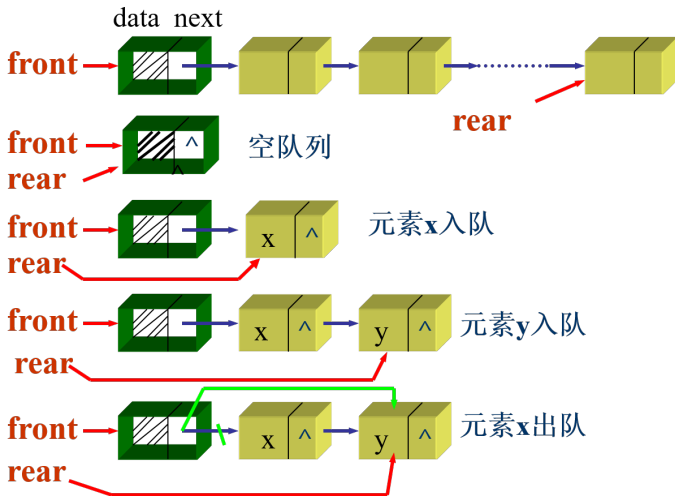 data next
front
rear
front
rear
^
^
空队列
front
rear
x
^
元素x入队
front
rear
x
^
y
^
元素y入队
front
rear
x
^
y
^
元素x出队